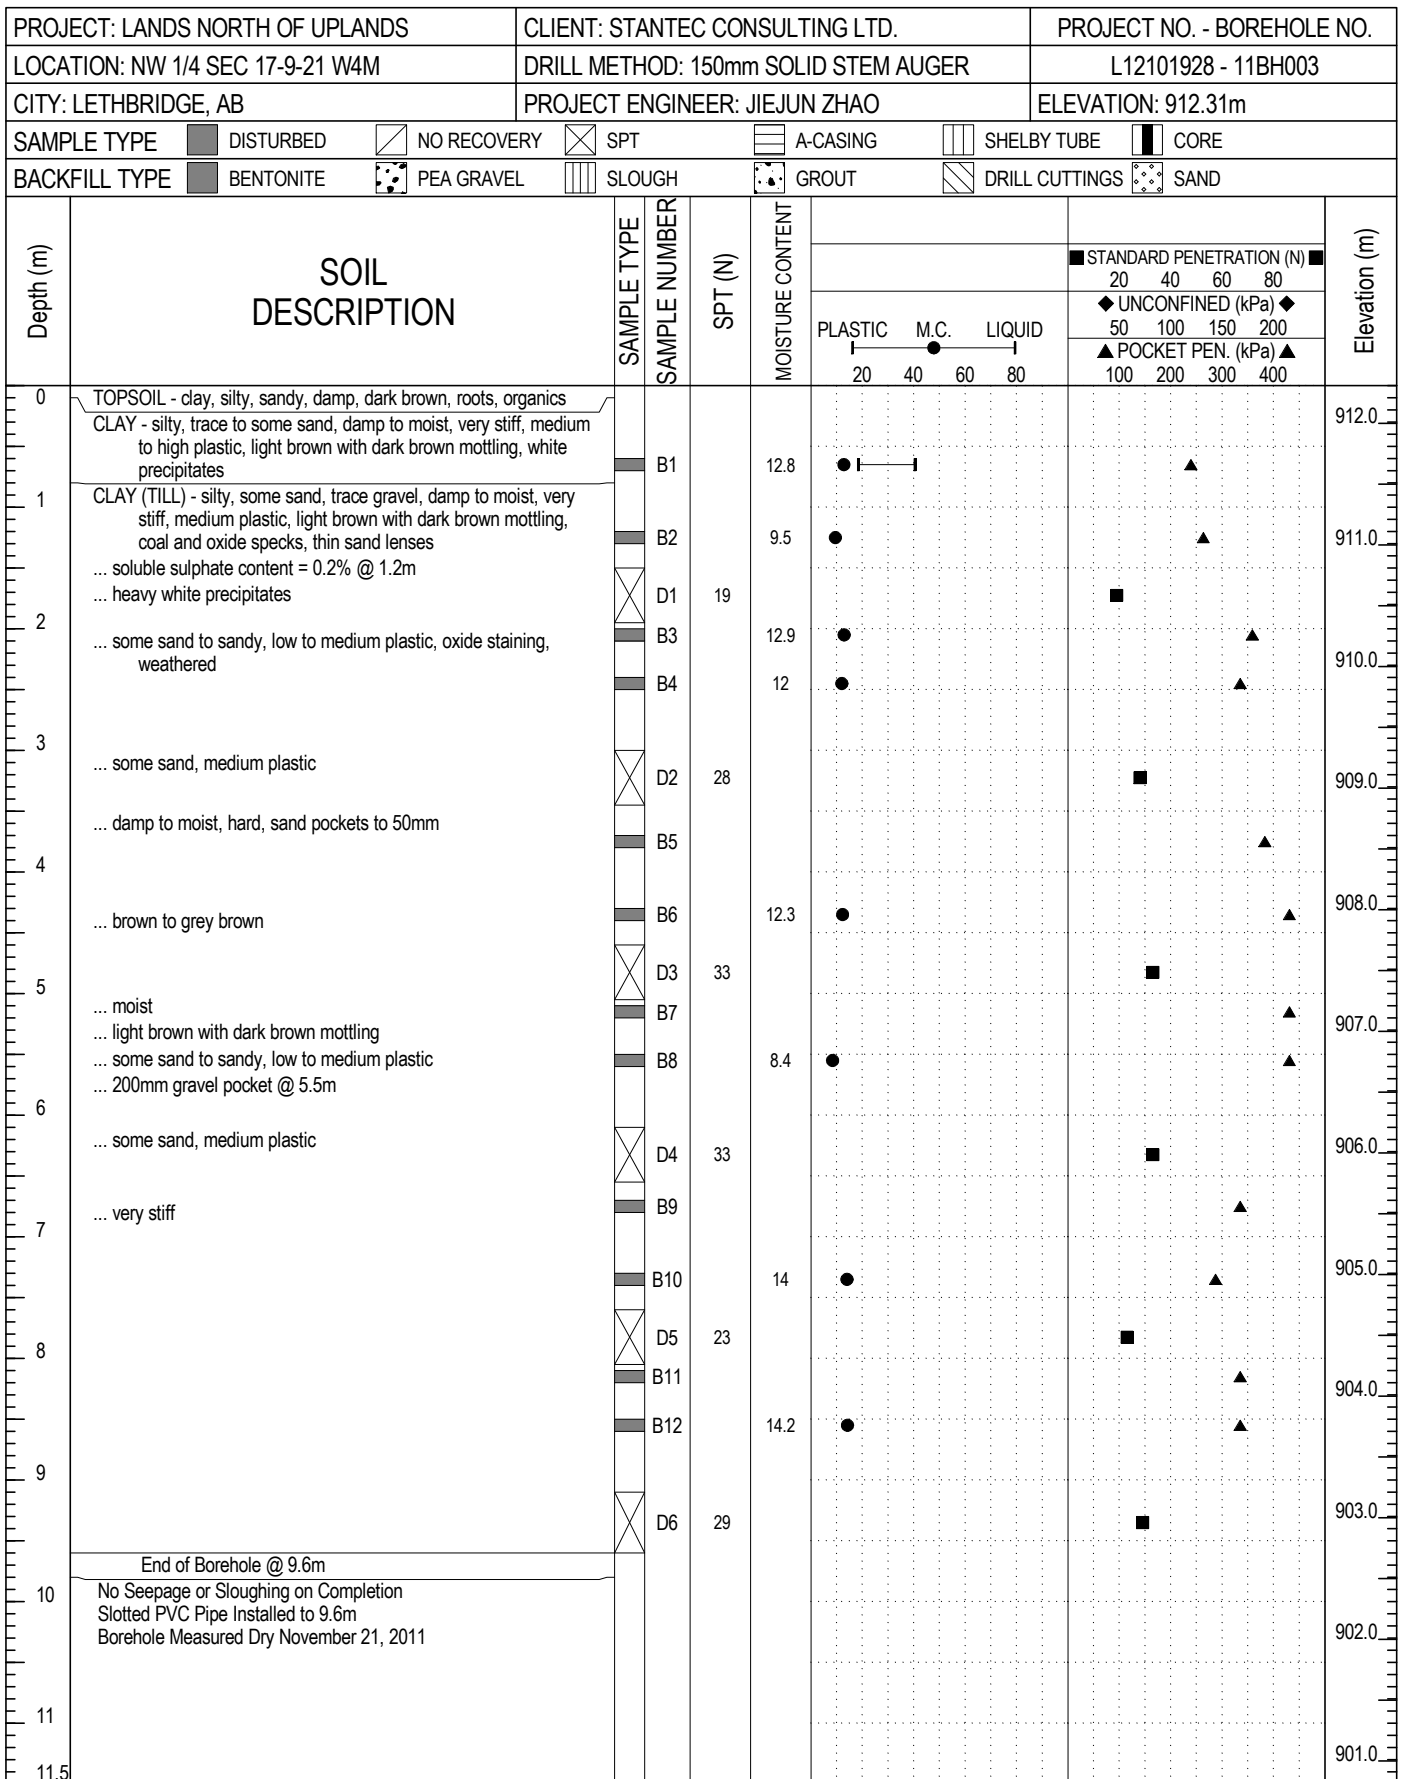 PROJECT: LANDS NORTH OF UPLANDS
CLIENT: STANTEC CONSULTING LTD.
PROJECT NO. - BOREHOLE NO.
LOCATION: NW 1/4 SEC 17-9-21 W4M
DRILL METHOD: 150mm SOLID STEM AUGER
L12101928 - 11BH003
CITY: LETHBRIDGE, AB
PROJECT ENGINEER: JIEJUN ZHAO
ELEVATION: 912.31m
SAMPLE TYPE DISTURBED NO RECOVERY SPT A-CASING SHELBY TUBE CORE
BACKFILL TYPE BENTONITE PEA GRAVEL SLOUGH GROUT DRILL CUTTINGS SAND
Depth (m)
SOIL
DESCRIPTION
SAMPLE TYPE
SAMPLE NUMBER
SPT (N)
MOISTURE CONTENT
PLASTIC M.C. LIQUID
20 40 60 80
STANDARD PENETRATION (N)
20 40 60 80
UNCONFINED (kPa)
50 100 150 200
POCKET PEN. (kPa)
100 200 300 400
Elevation (m)
0
TOPSOIL - clay, silty, sandy, damp, dark brown, roots, organics
912.0
CLAY - silty, trace to some sand, damp to moist, very stiff, medium
to high plastic, light brown with dark brown mottling, white
precipitates
B1 12.8
1
CLAY (TILL) - silty, some sand, trace gravel, damp to moist, very
stiff, medium plastic, light brown with dark brown mottling,
coal and oxide specks, thin sand lenses
B2 9.5
911.0
... soluble sulphate content = 0.2% @ 1.2m
... heavy white precipitates
D1 19
2
... some sand to sandy, low to medium plastic, oxide staining,
weathered
B3 12.9
910.0
B4 12
3
... some sand, medium plastic
D2 28
909.0
... damp to moist, hard, sand pockets to 50mm
B5
4
908.0
... brown to grey brown
B6 12.3
D3 33
5
... moist
B7
... light brown with dark brown mottling
907.0
... some sand to sandy, low to medium plastic
B8 8.4
... 200mm gravel pocket @ 5.5m
6
... some sand, medium plastic
D4 33
906.0
B9
... very stiff
7
905.0
B10 14
D5 23
8
B11
904.0
B12 14.2
9
903.0
D6 29
End of Borehole @ 9.6m
10
No Seepage or Sloughing on Completion
Slotted PVC Pipe Installed to 9.6m
Borehole Measured Dry November 21, 2011
902.0
11
901.0
11.5